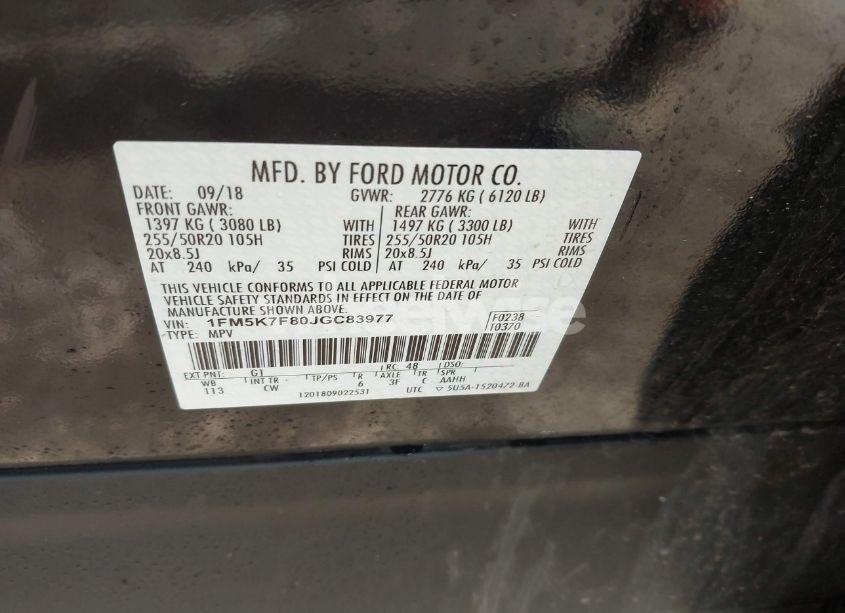 MFD. BY FORD MOTOR CO.
DATE: 09/18 GVWR: 2776 KG ( 6120 LB)
FRONT GAWR: REAR GAWR:
1397 KG ( 3080 LB) WITH 1497 KG ( 3300 LB) WITH
255/50R20 105H TIRES 255/50R20 105H TIRES
20x8.5J RIMS 20x8.5J RIMS
AT 240 kPa/ 35 PSI COLD AT 240 kPa/ 35 PSI COLD
THIS VEHICLE CONFORMS TO ALL APPLICABLE FEDERAL MOTOR
VEHICLE SAFETY STANDARDS IN EFFECT ON THE DATE OF
MANUFACTURE SHOWN ABOVE.
VIN: 1FM5K7F80JGC83977 F0238
TYPE: MPV 10370
EXT PNT: G1 RC: 48 DSO:
WB INT TR TP/PS R AXLE TR SPR
113 CW 6 3F C AAHH
1201809022531 UTC ▽ 5U5A-1520472-BA